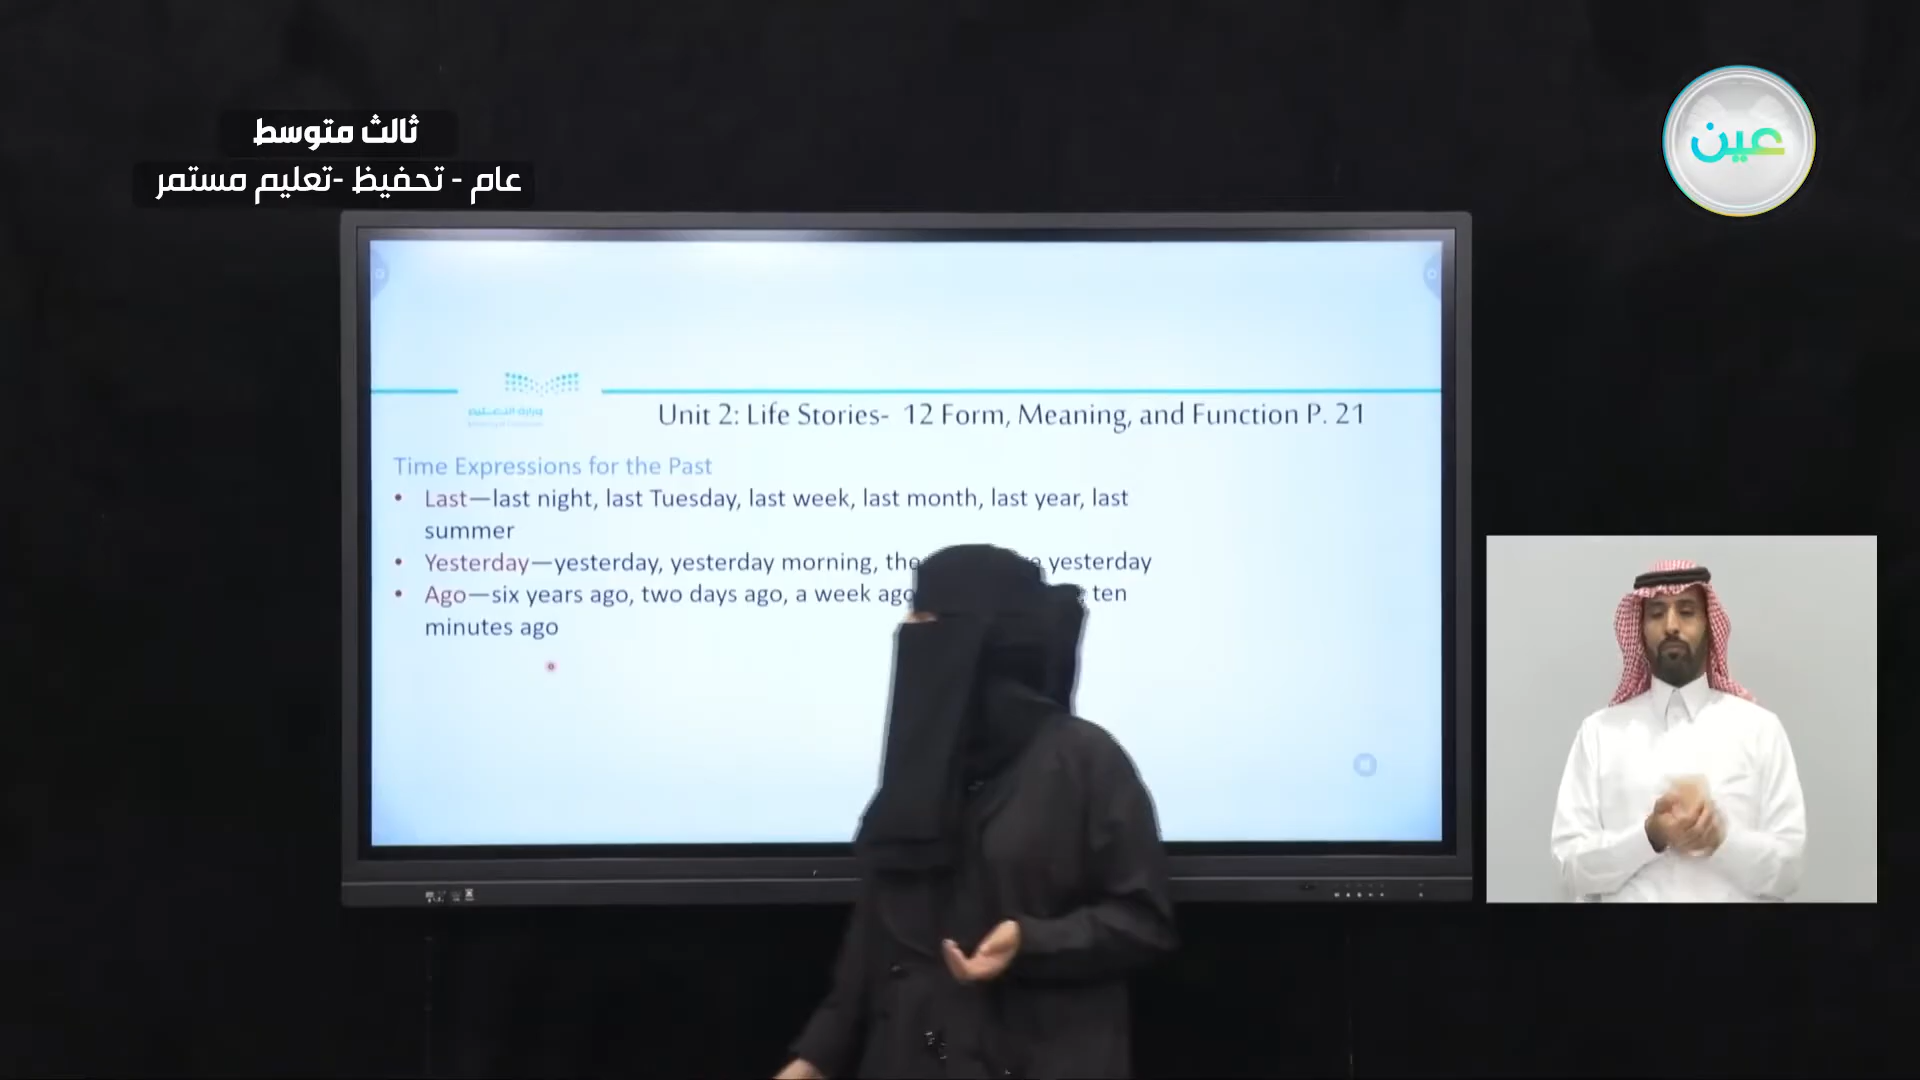 ثالث متوسط
عام - تحفيظ -تعليم مستمر
عين
وزارة التعليم
Unit 2: Life Stories- 12 Form, Meaning, and Function P. 21
Time Expressions for the Past
• Last—last night, last Tuesday, last week, last month, last year, last
summer
• Yesterday—yesterday, yesterday morning, the yesterday
• Ago—six years ago, two days ago, a week ago ten
minutes ago